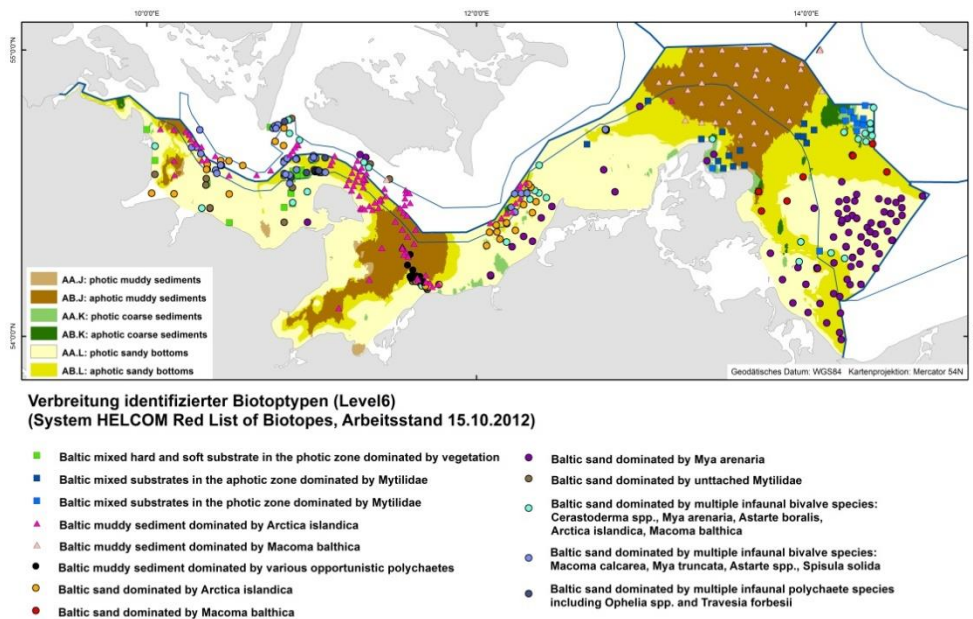 10°0'0"E
12°0'0"E
14°0'0"E
55°0'0"N
54°0'0"N
AA.J: photic muddy sediments
AB.J: aphotic muddy sediments
AA.K: photic coarse sediments
AB.K: aphotic coarse sediments
AA.L: photic sandy bottoms
AB.L: aphotic sandy bottoms
Geodätisches Datum: WGS84 Kartenprojektion: Mercator 54N
Verbreitung identifizierter Biotoptypen (Level6)
(System HELCOM Red List of Biotopes, Arbeitsstand 15.10.2012)
Baltic mixed hard and soft substrate in the photic zone dominated by vegetation
Baltic mixed substrates in the aphotic zone dominated by Mytilidae
Baltic mixed substrates in the photic zone dominated by Mytilidae
Baltic muddy sediment dominated by Arctica islandica
Baltic muddy sediment dominated by Macoma balthica
Baltic muddy sediment dominated by various opportunistic polychaetes
Baltic sand dominated by Arctica islandica
Baltic sand dominated by Macoma balthica
Baltic sand dominated by Mya arenaria
Baltic sand dominated by unttached Mytilidae
Baltic sand dominated by multiple infaunal bivalve species:
Cerastoderma spp., Mya arenaria, Astarte boralis,
Arctica islandica, Macoma balthica
Baltic sand dominated by multiple infaunal bivalve species:
Macoma calcarea, Mya truncata, Astarte spp., Spisula solida
Baltic sand dominated by multiple infaunal polychaete species
including Ophelia spp. and Travesia forbesii